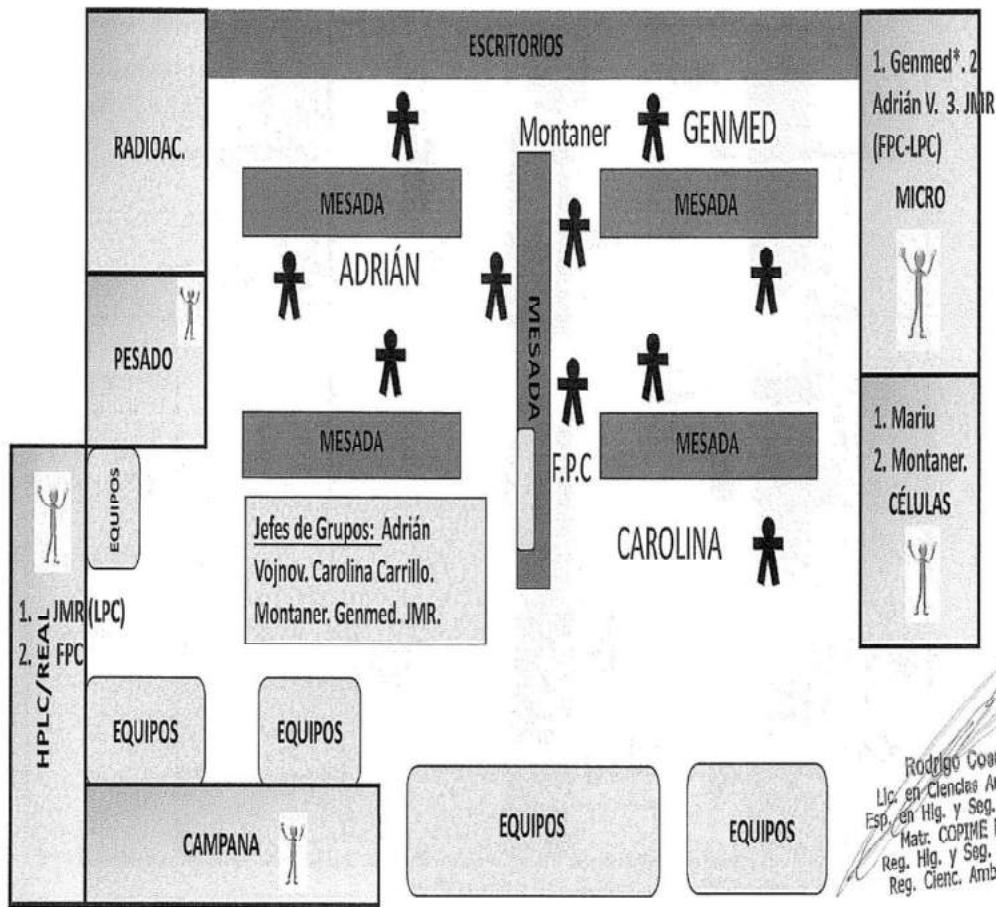 ESCRITORIOS
RADIOAC.
Montaner
GENMED
1. Genmed*. 2.
Adrián V. 3. JMR
(FPC-LPC)
MICRO
MESADA
MESADA
ADRIÁN
MESADA
PESADO
MESADA
F.P.C
MESADA
1. Mariu
2. Montaner.
CÉLULAS
EQUIPOS
Jefes de Grupos: Adrián
Vojnov. Carolina Carrillo.
Montaner. Genmed. JMR.
CAROLINA
1. JMR (LPC)
2. FPC
HPLC/REAL
EQUIPOS
EQUIPOS
CAMPANA
EQUIPOS
EQUIPOS
Rodrigo
Lic. en Ciencias
Esp. en Hig. y Seg.
Matr. COPIME
Reg. Hig. y Seg.
Reg. Cienc. Amb